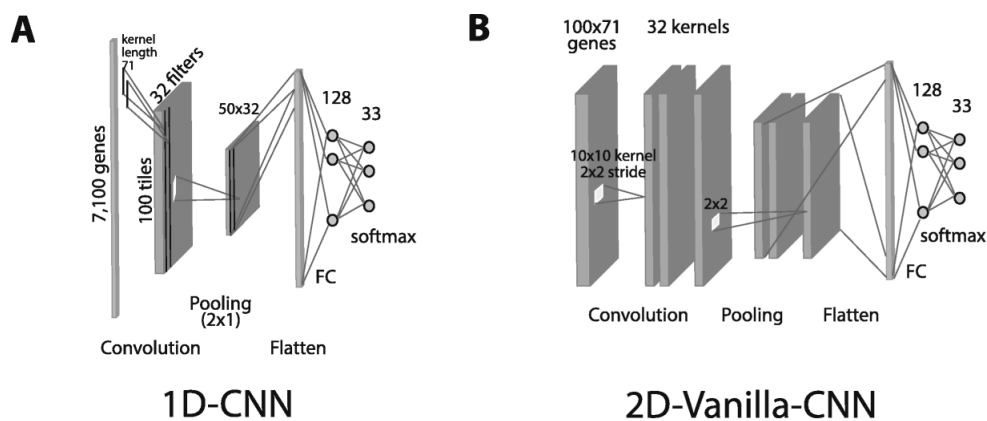 A
kernel
length
71
32 filters
7,100 genes
100 tiles
50x32
128
33
softmax
FC
Pooling
(2x1)
Convolution
Flatten
1D-CNN
B
100x71
genes
32 kernels
10x10 kernel
2x2 stride
2x2
128
33
softmax
FC
Convolution
Pooling
Flatten
2D-Vanilla-CNN